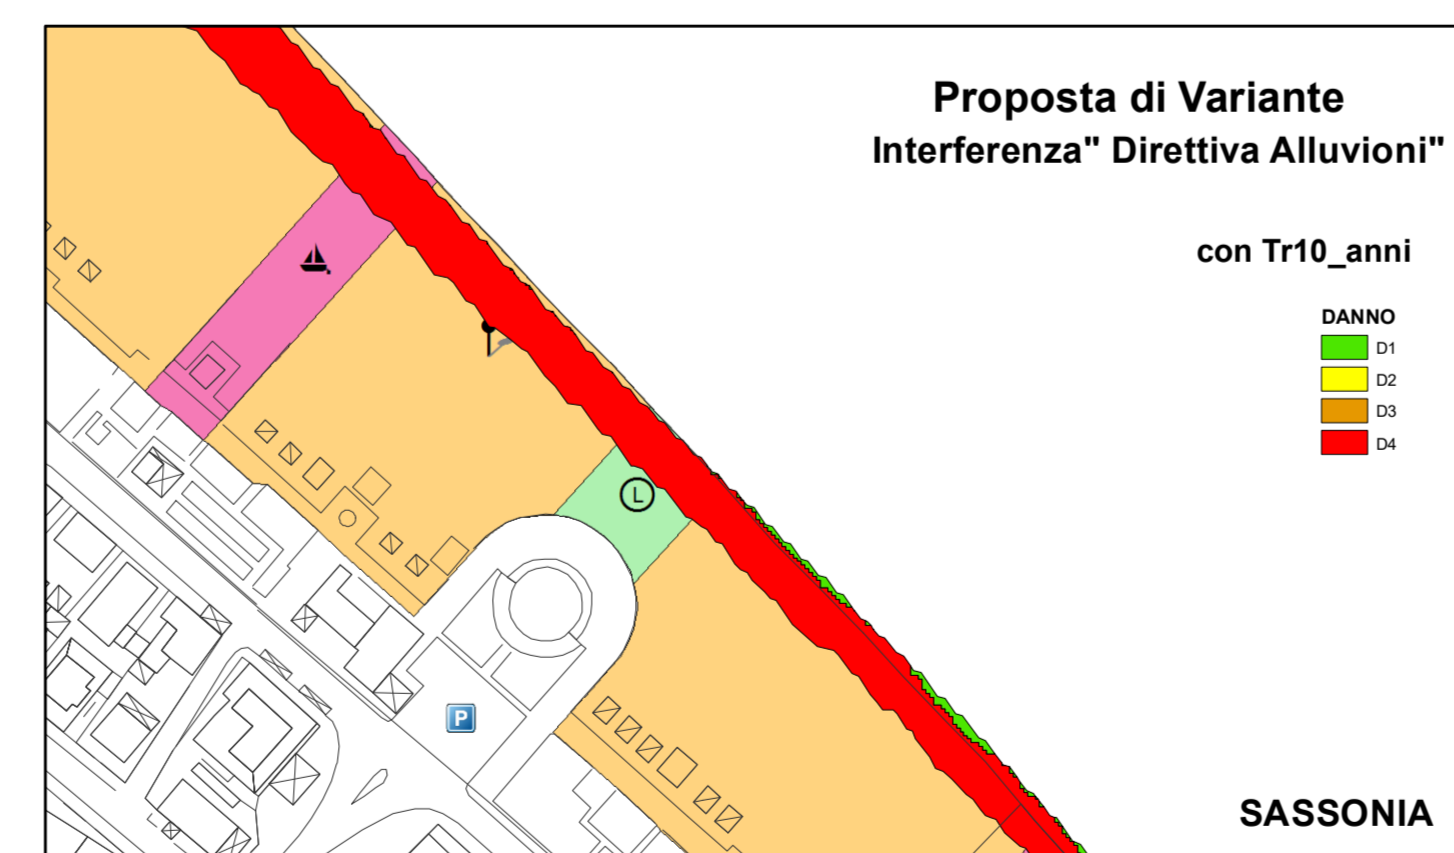 Proposta di Variante
Interferenza" Direttiva Alluvioni"
con Tr10_anni
DANNO
D1
D2
D3
D4
L
P
SASSONIA